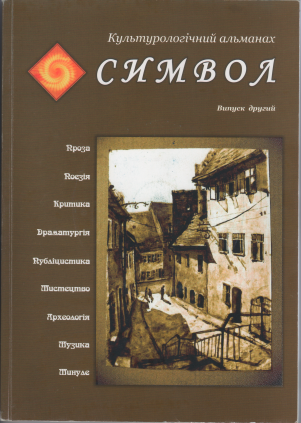 Культурологічний альманах
СИМВОЛ
Випуск другий
Проза
Поезія
Критика
Драматургія
Публіцистика
Мистецтво
Археологія
Музика
Минуле